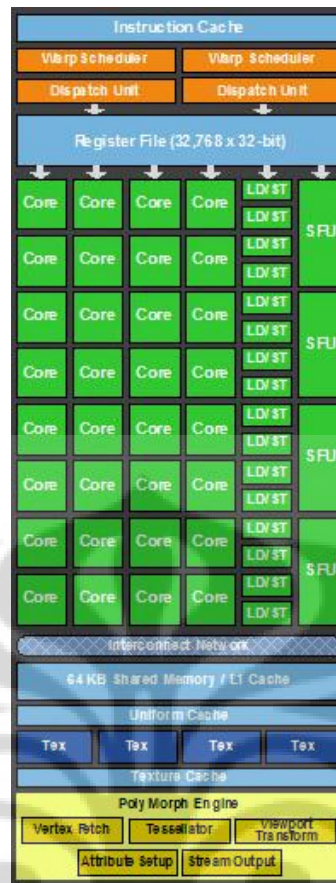 Instruction Cache
Warp Scheduler Warp Scheduler
Dispatch Unit Dispatch Unit
Register File (32,768 x 32-bit)
LD/ST
Core Core Core Core SFU
LD/ST
LD/ST
Core Core Core Core
LD/ST
LD/ST
Core Core Core Core SFU
LD/ST
LD/ST
Core Core Core Core
LD/ST
LD/ST
Core Core Core Core SFU
LD/ST
LD/ST
Core Core Core Core
LD/ST
LD/ST
Core Core Core Core SFU
LD/ST
LD/ST
Core Core Core Core
LD/ST
Interconnect Network
64 KB Shared Memory / L1 Cache
Uniform Cache
Tex Tex Tex Tex
Texture Cache
Poly Morph Engine
Vertex Fetch Tessellator Viewport Transform
Attribute Setup Stream Output